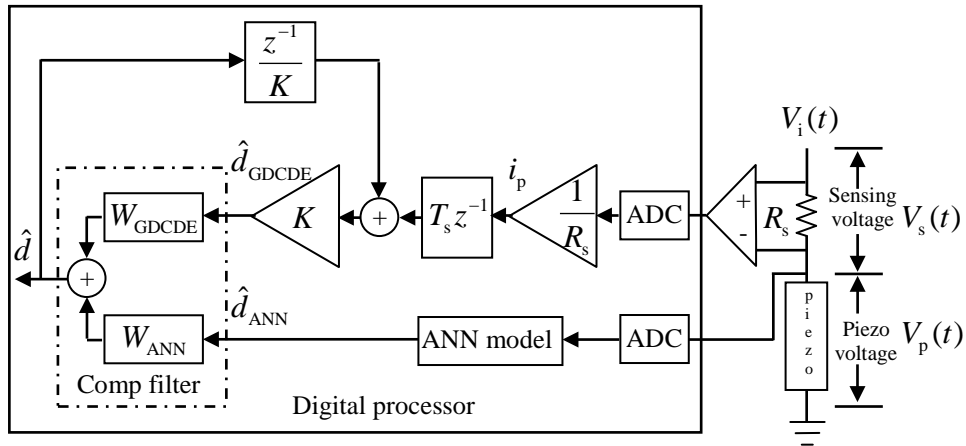 z⁻¹
K
V_i(t)
d̂_GDCDE
i_p
W_GDCDE
K
+
T_s z⁻¹
1
R_s
ADC
+
-
R_s
Sensing
voltage
V_s(t)
d̂
+
d̂_ANN
W_ANN
ANN model
ADC
piezo
Piezo
voltage
V_p(t)
Comp filter
Digital processor